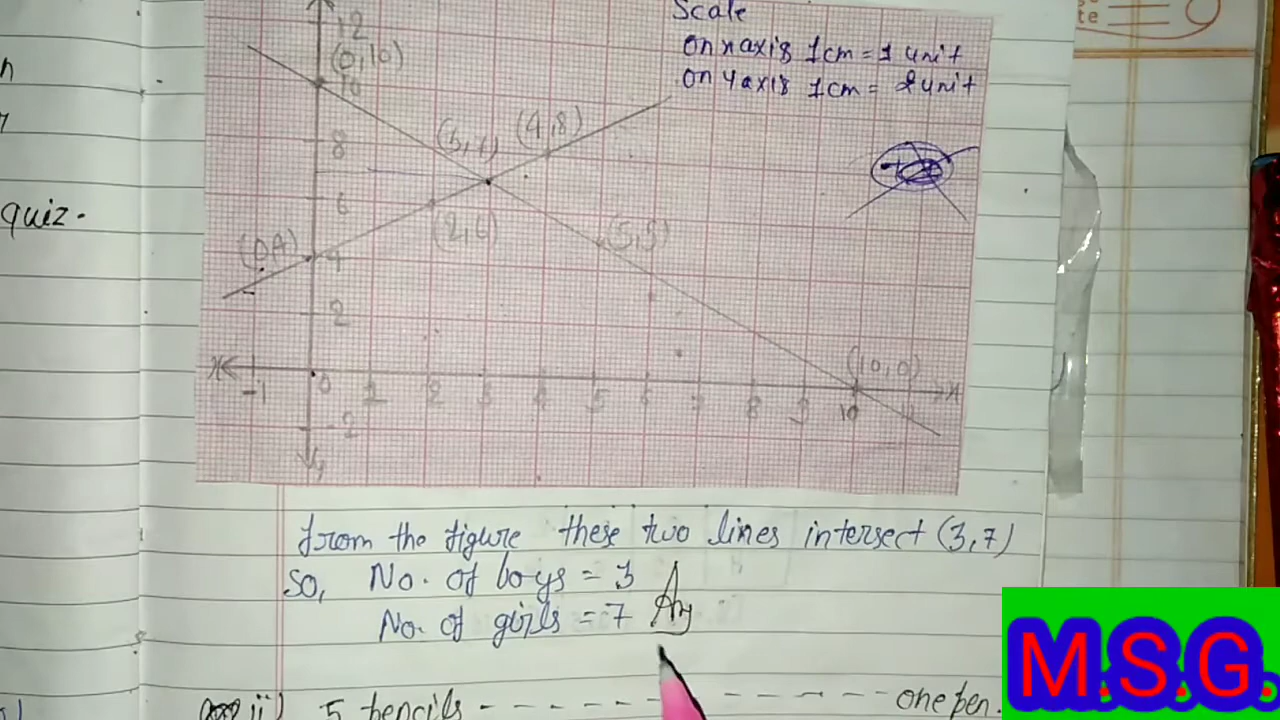 Scale
on x axis 1cm = 1 unit
on y axis 1cm = 2 unit
12
(0,10)
10
(4,8)
(3,7)
8
6
(2,6)
(5,5)
(0,4)
4
2
(10,0)
-1 0 1 2 3 4 5 6 7 8 9 10
-2
quiz.
from the figure these two lines intersect (3,7)
So, No. of boys = 3
No. of girls = 7
ii) 5 pencils - - - - - - - - - - - one pen.
M.S.G.